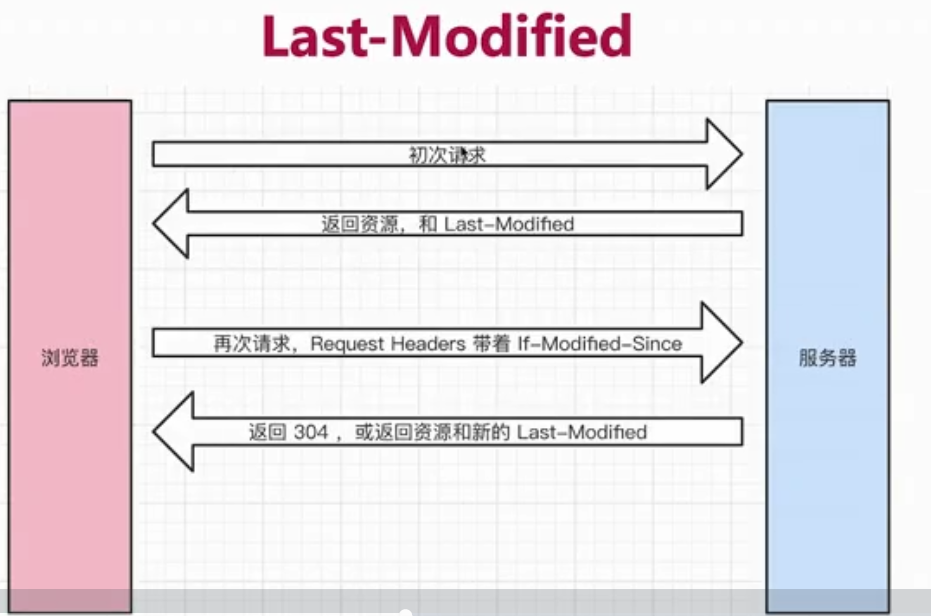 Last-Modified
初次请求
返回资源，和 Last-Modified
浏览器
再次请求，Request Headers 带着 If-Modified-Since
服务器
返回 304 ，或返回资源和新的 Last-Modified